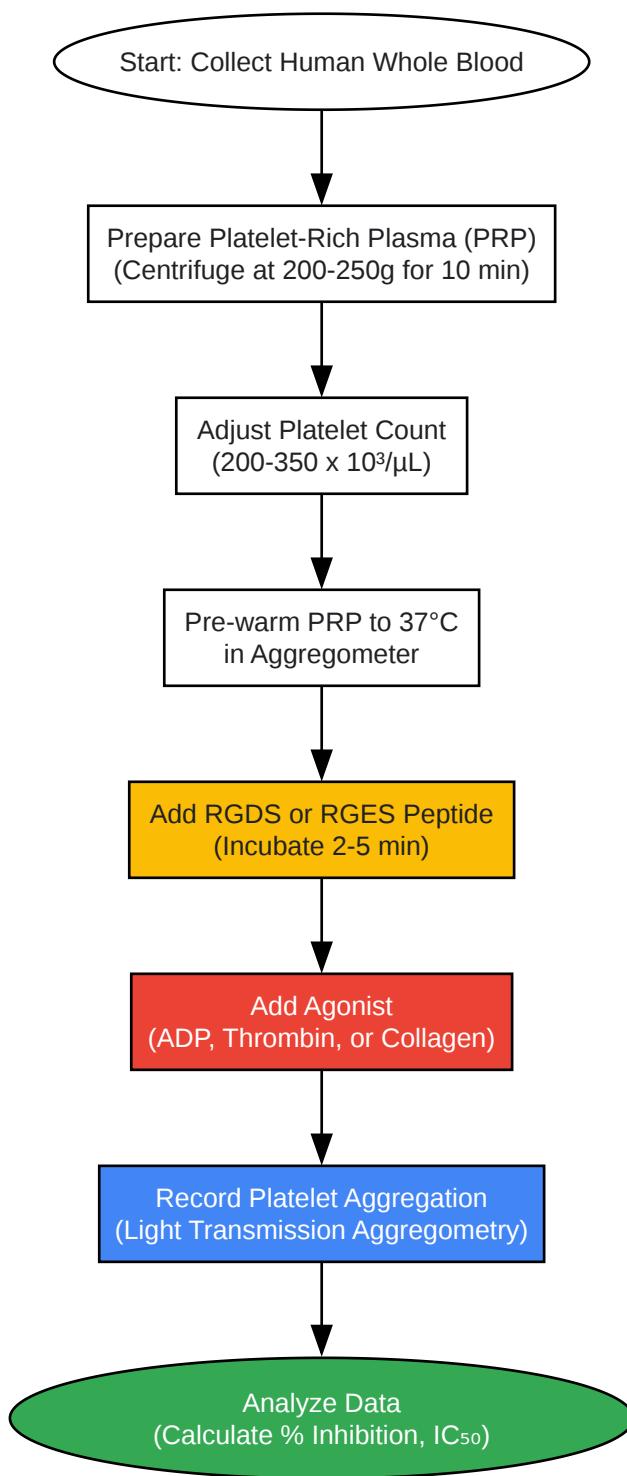 Start: Collect Human Whole Blood
Prepare Platelet-Rich Plasma (PRP)
(Centrifuge at 200-250g for 10 min)
Adjust Platelet Count
(200-350 x 10³/µL)
Pre-warm PRP to 37°C
in Aggregometer
Add RGDS or RGES Peptide
(Incubate 2-5 min)
Add Agonist
(ADP, Thrombin, or Collagen)
Record Platelet Aggregation
(Light Transmission Aggregometry)
Analyze Data
(Calculate % Inhibition, IC₅₀)